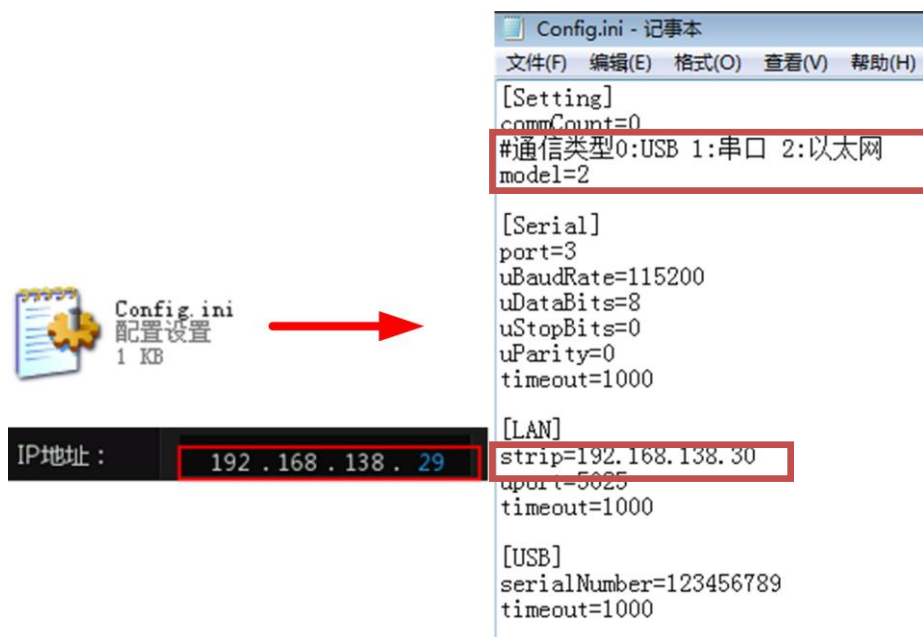 Config.ini - 记事本
文件(F) 编辑(E) 格式(O) 查看(V) 帮助(H)
[Setting]
commCount=0
#通信类型0:USB 1:串口 2:以太网
model=2
[Serial]
port=3
uBaudRate=115200
uDataBits=8
uStopBits=0
uParity=0
timeout=1000
[LAN]
strip=192.168.138.30
uport=5025
timeout=1000
[USB]
serialNumber=123456789
timeout=1000
Config.ini
配置设置
1 KB
IP地址： 192 . 168 . 138 . 29